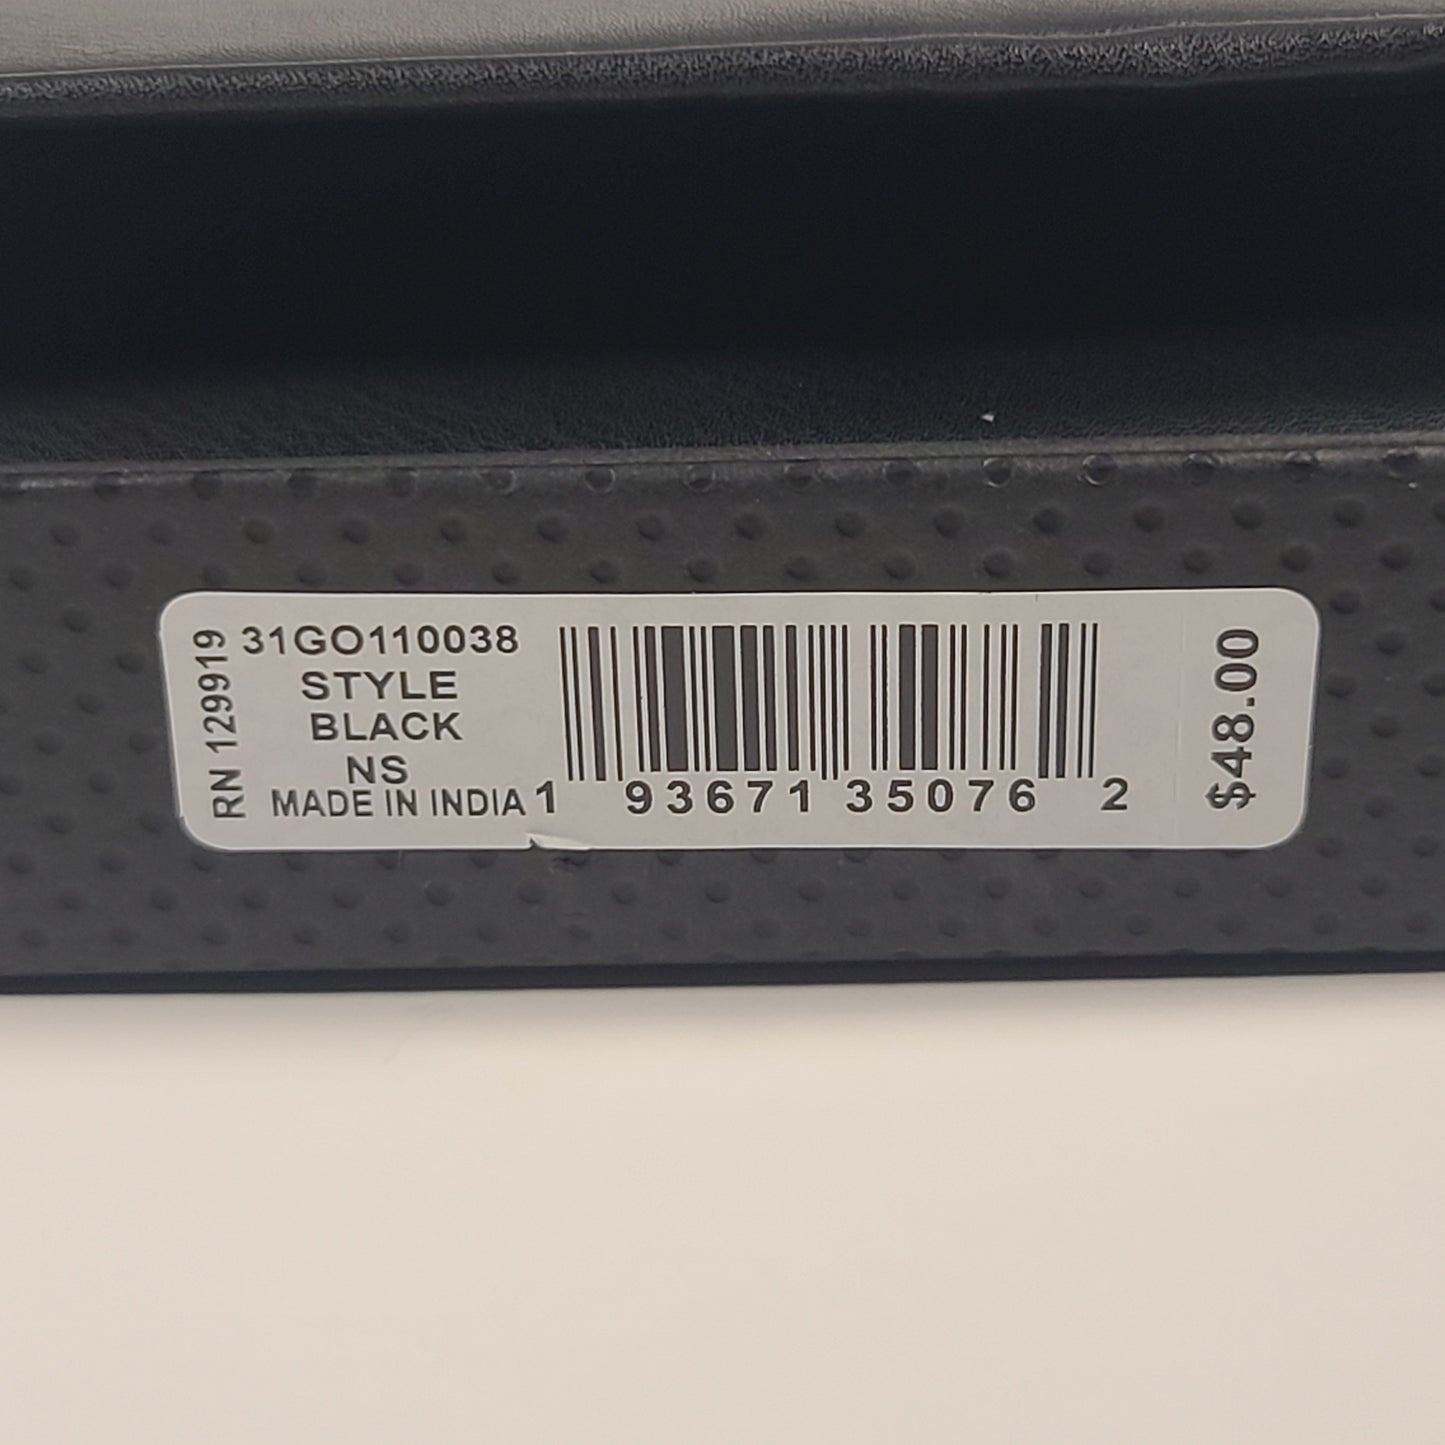 RN 129919
31GO110038
STYLE
BLACK
NS
MADE IN INDIA
1 93671 35076 2
$48.00